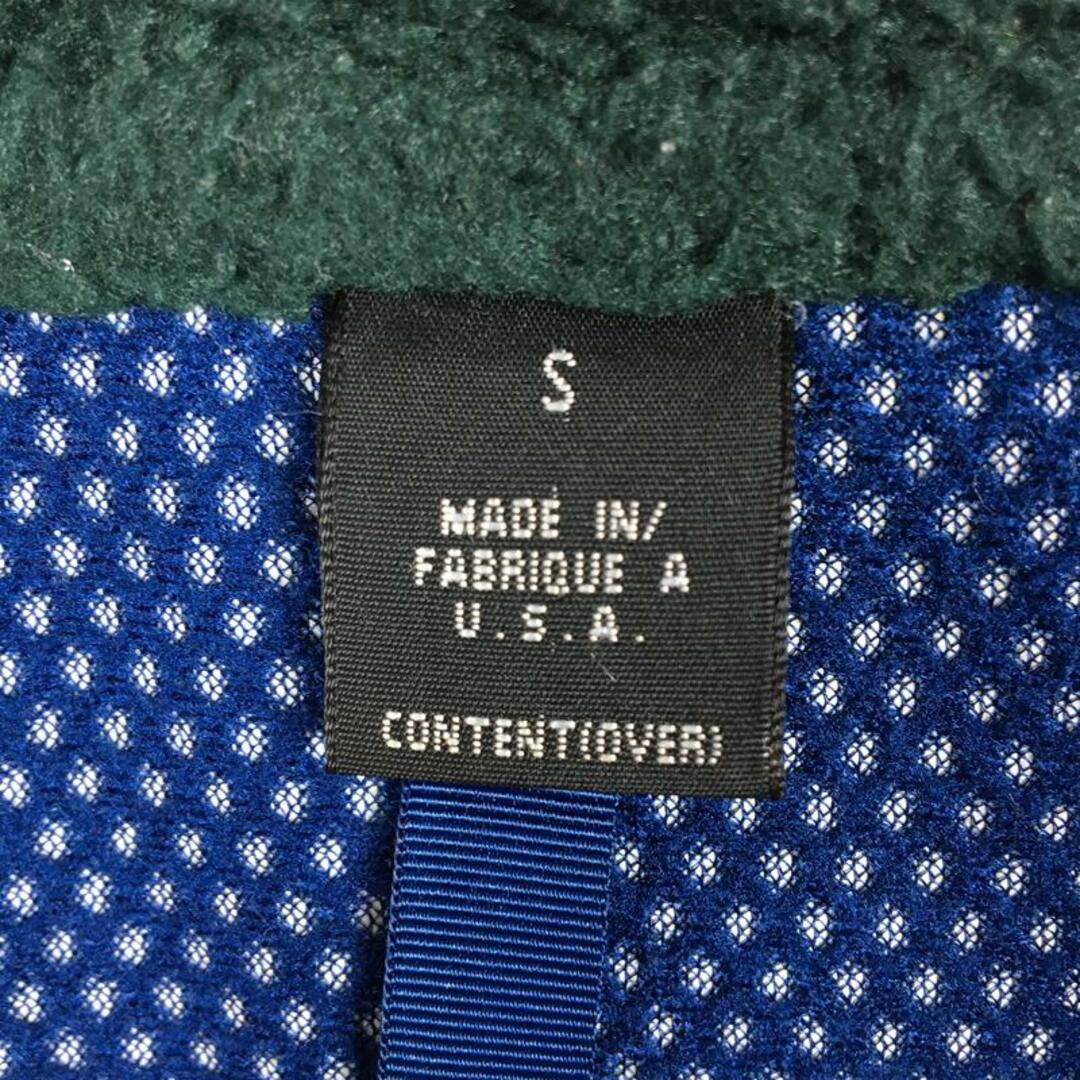 S
MADE IN/
FABRIQUE A
U.S.A.
CONTENT(OVER)